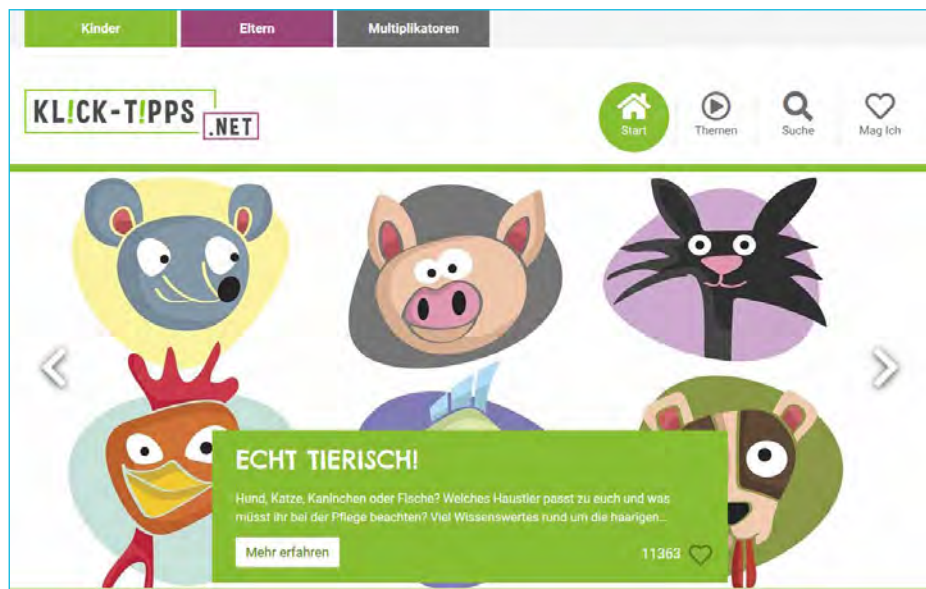 Kinder Eltern Multiplikatoren
KL!CK-T!PPS
.NET
Start Themen Suche Mag Ich
ECHT TIERISCH!
Hund, Katze, Kaninchen oder Fische? Welches Haustier passt zu euch und was
müsst ihr bei der Pflege beachten? Viel Wissenswertes rund um die haarigen...
Mehr erfahren 11363